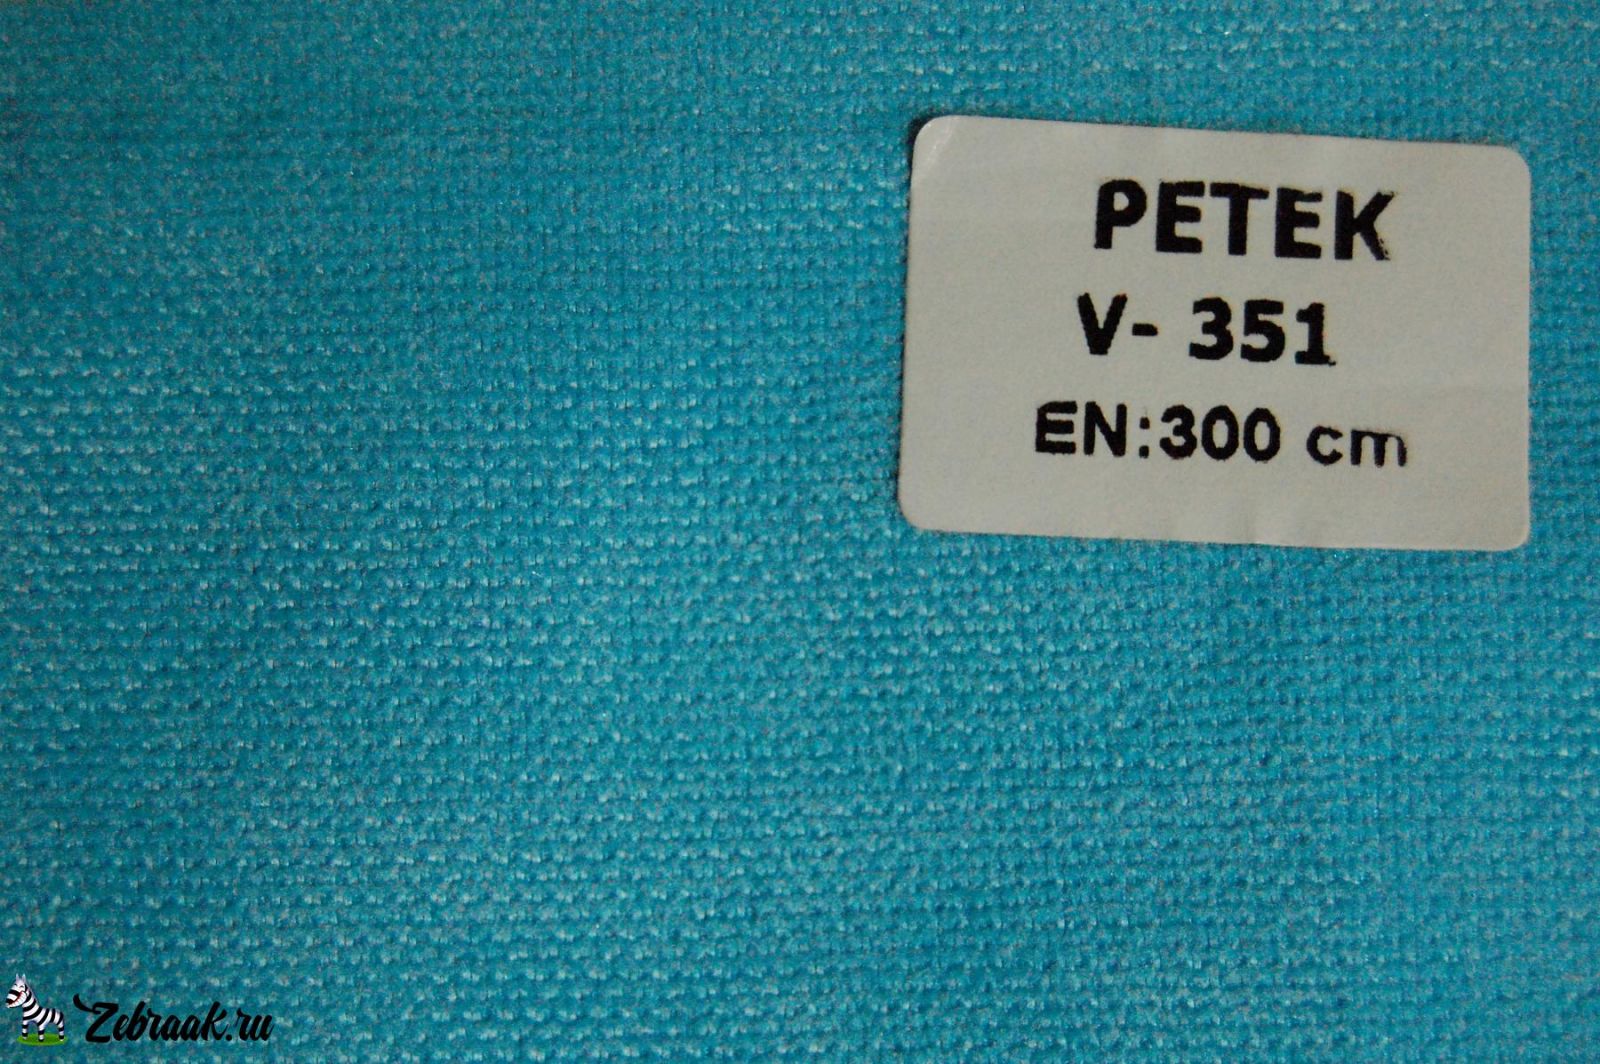 PETEK
V- 351
EN:300 cm
Zebraak.ru